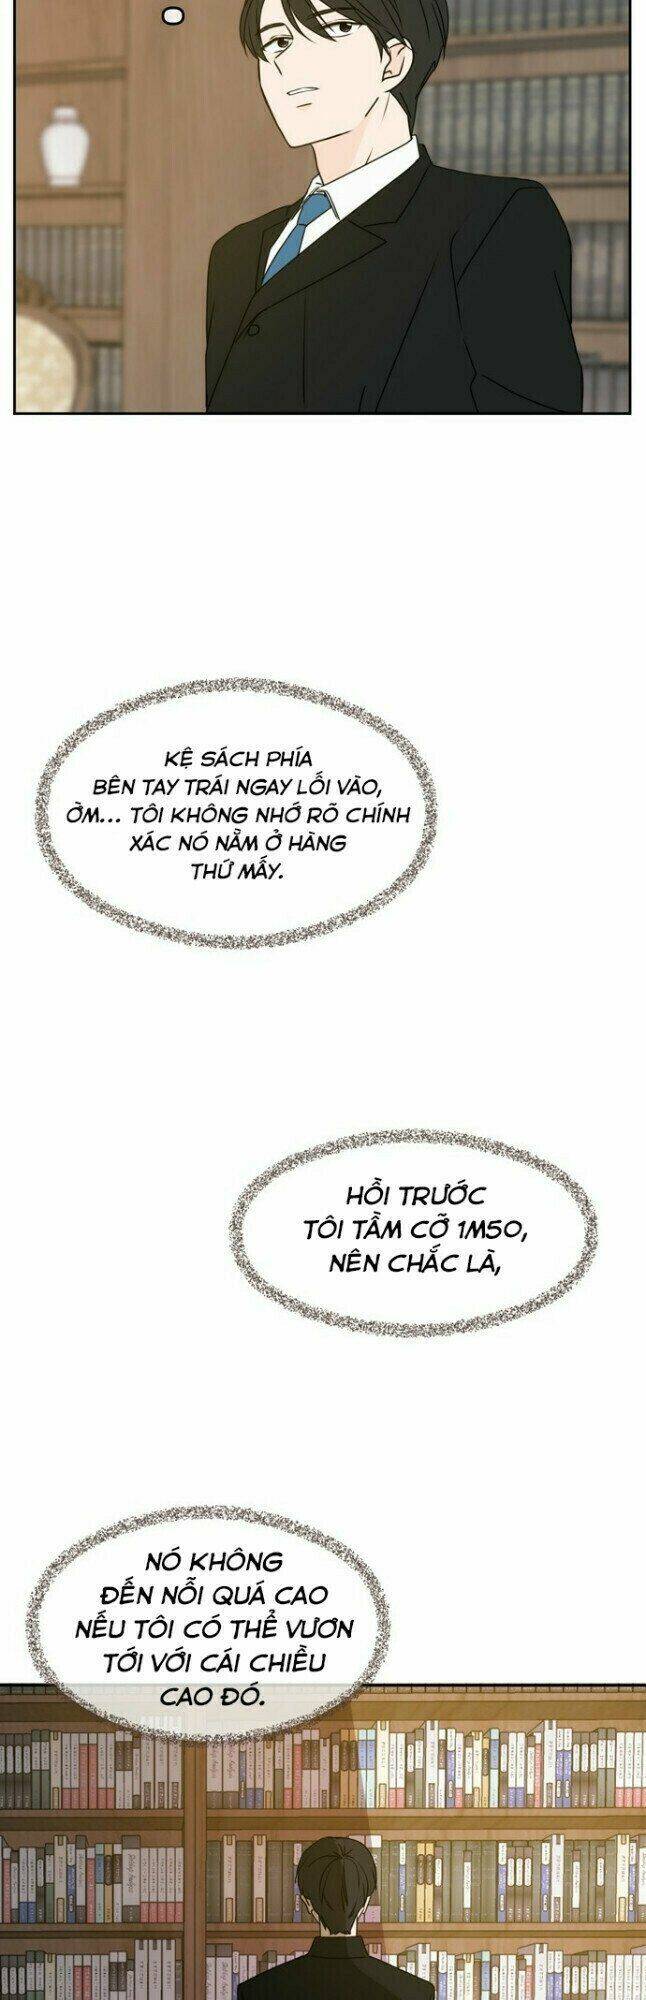 KỆ SÁCH PHÍA
BÊN TAY TRÁI NGAY LỐI VÀO,
ỜM... TÔI KHÔNG NHỚ RÕ CHÍNH
XÁC NÓ NẰM Ở HÀNG
THỨ MẤY.
HỒI TRƯỚC
TÔI TẦM CỠ 1M50,
NÊN CHẮC LÀ,
NÓ KHÔNG
ĐẾN NỖI QUÁ CAO
NẾU TÔI CÓ THỂ VƯƠN
TỚI VỚI CÁI CHIỀU
CAO ĐÓ.